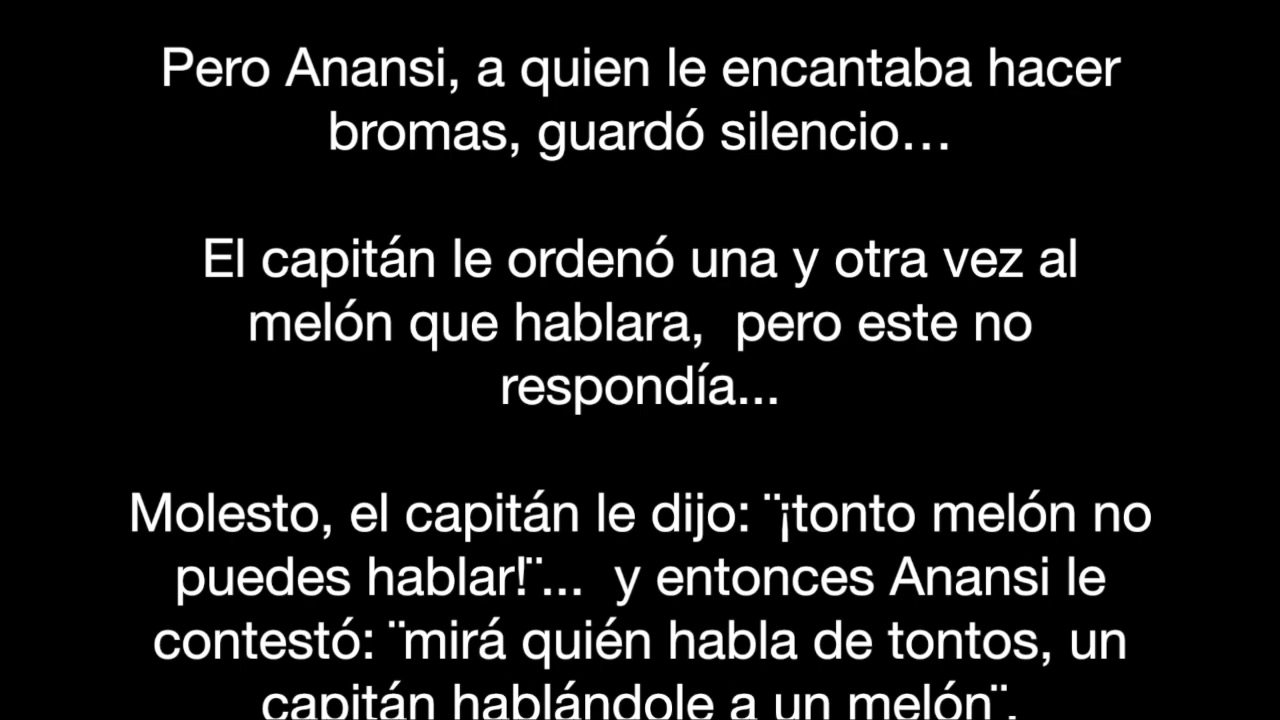 Pero Anansi, a quien le encantaba hacer
bromas, guardó silencio…
El capitán le ordenó una y otra vez al
melón que hablara,  pero este no
respondía...
Molesto, el capitán le dijo: ¨¡tonto melón no
puedes hablar!¨...  y entonces Anansi le
contestó: ¨mirá quién habla de tontos, un
capitán hablándole a un melón¨.